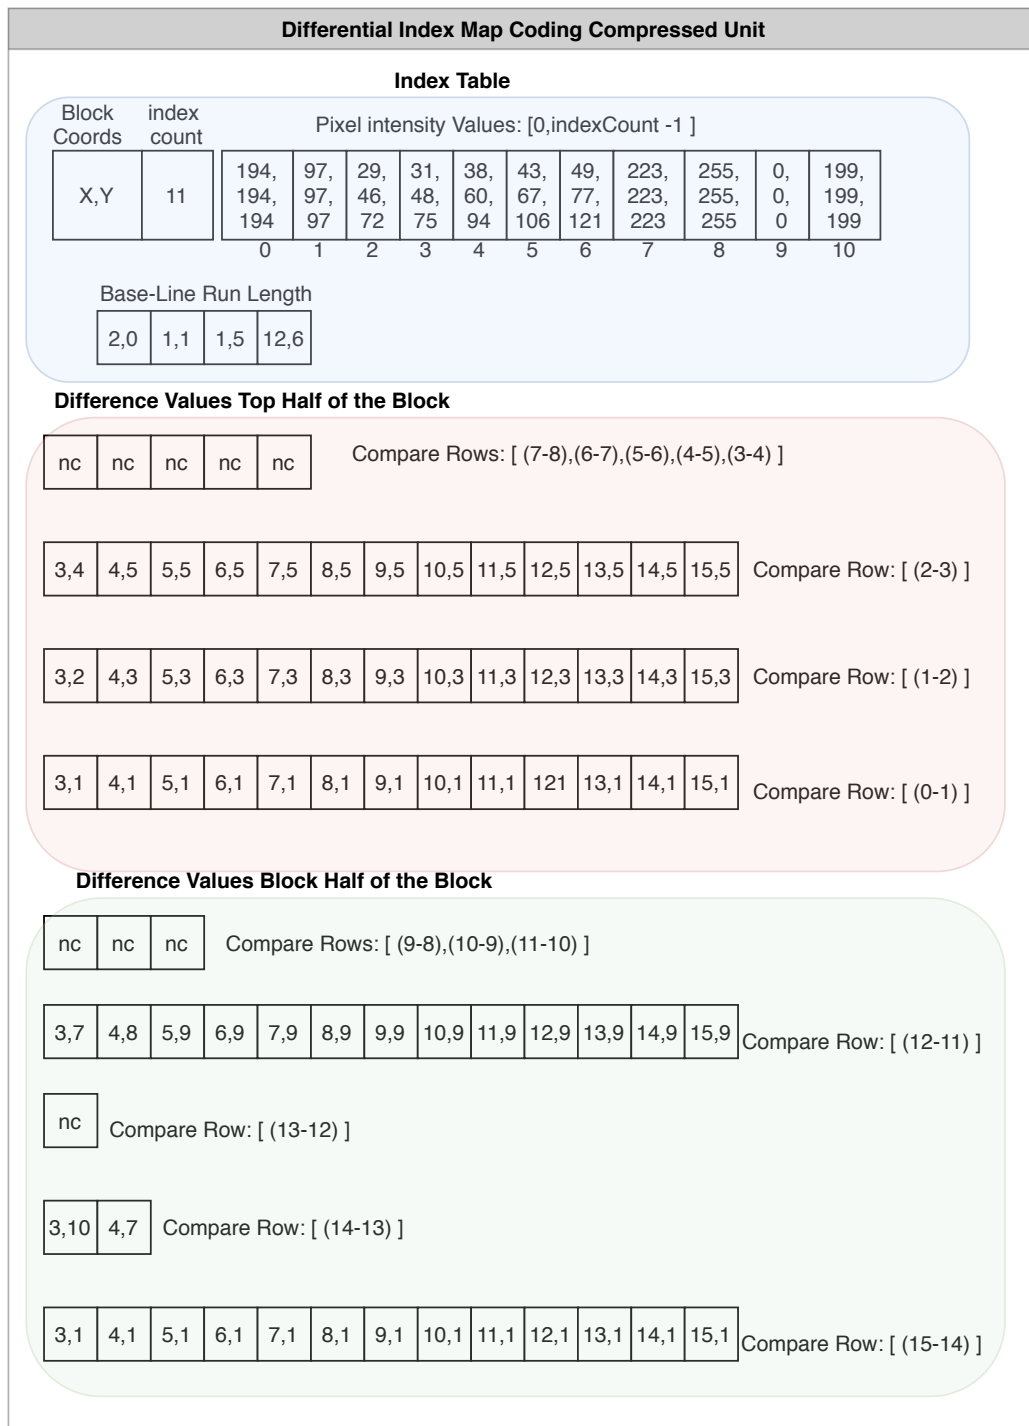 Differential Index Map Coding Compressed Unit
Index Table
Block Coords
index count
Pixel intensity Values: [0,indexCount -1 ]
X,Y 11 194, 194, 194 97, 97, 97 29, 46, 72 31, 48, 75 38, 60, 94 43, 67, 106 49, 77, 121 223, 223, 223 255, 255, 255 0, 0, 0 199, 199, 199
0 1 2 3 4 5 6 7 8 9 10
Base-Line Run Length
2,0 1,1 1,5 12,6
Difference Values Top Half of the Block
nc nc nc nc nc Compare Rows: [ (7-8),(6-7),(5-6),(4-5),(3-4) ]
3,4 4,5 5,5 6,5 7,5 8,5 9,5 10,5 11,5 12,5 13,5 14,5 15,5 Compare Row: [ (2-3) ]
3,2 4,3 5,3 6,3 7,3 8,3 9,3 10,3 11,3 12,3 13,3 14,3 15,3 Compare Row: [ (1-2) ]
3,1 4,1 5,1 6,1 7,1 8,1 9,1 10,1 11,1 121 13,1 14,1 15,1 Compare Row: [ (0-1) ]
Difference Values Block Half of the Block
nc nc nc Compare Rows: [ (9-8),(10-9),(11-10) ]
3,7 4,8 5,9 6,9 7,9 8,9 9,9 10,9 11,9 12,9 13,9 14,9 15,9 Compare Row: [ (12-11) ]
nc Compare Row: [ (13-12) ]
3,10 4,7 Compare Row: [ (14-13) ]
3,1 4,1 5,1 6,1 7,1 8,1 9,1 10,1 11,1 12,1 13,1 14,1 15,1 Compare Row: [ (15-14) ]